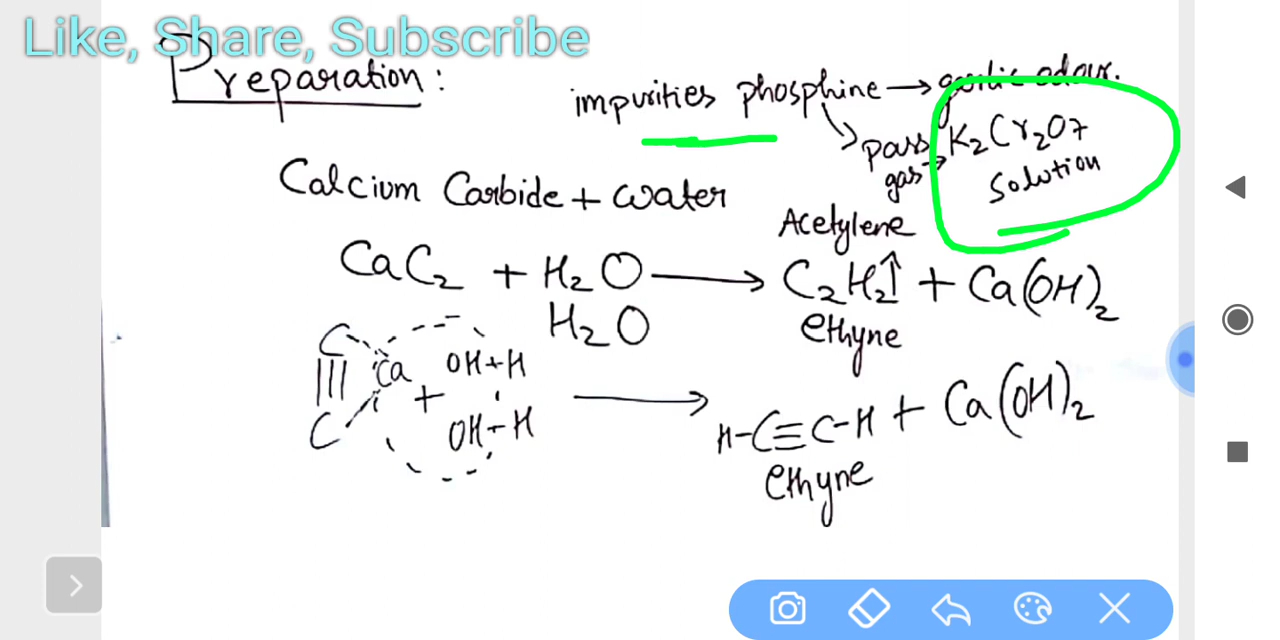 Like, Share, Subscribe
Preparation:
impurities phosphine → garlic odour.
pass gas → K2Cr2O7 Solution
Calcium Carbide + water
Acetylene
CaC2 + H2O → C2H2↑ + Ca(OH)2
H2O
ethyne
C
Ca
OH + H
|||
+
→
C
OH + H
H-C≡C-H + Ca(OH)2
ethyne